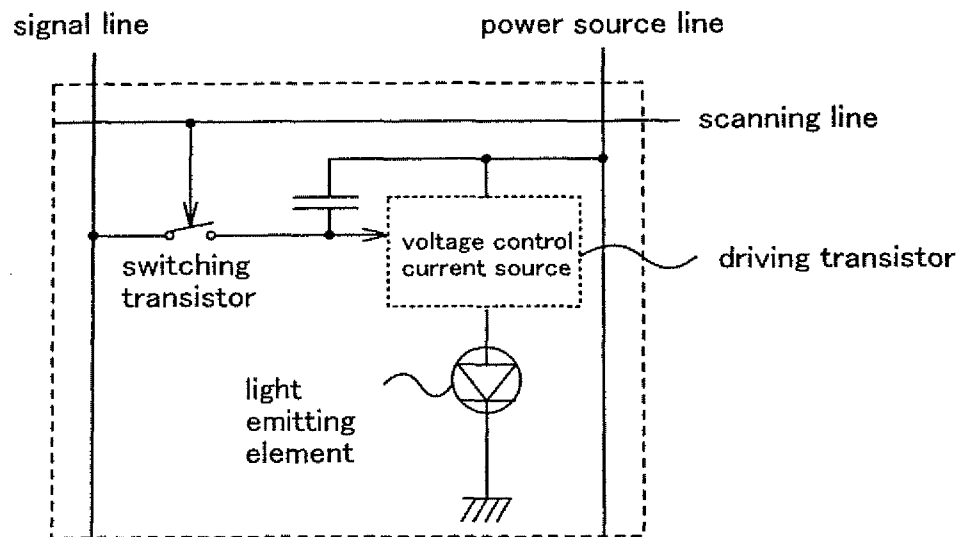 signal line
power source line
scanning line
voltage control
current source
driving transistor
switching
transistor
light
emitting
element